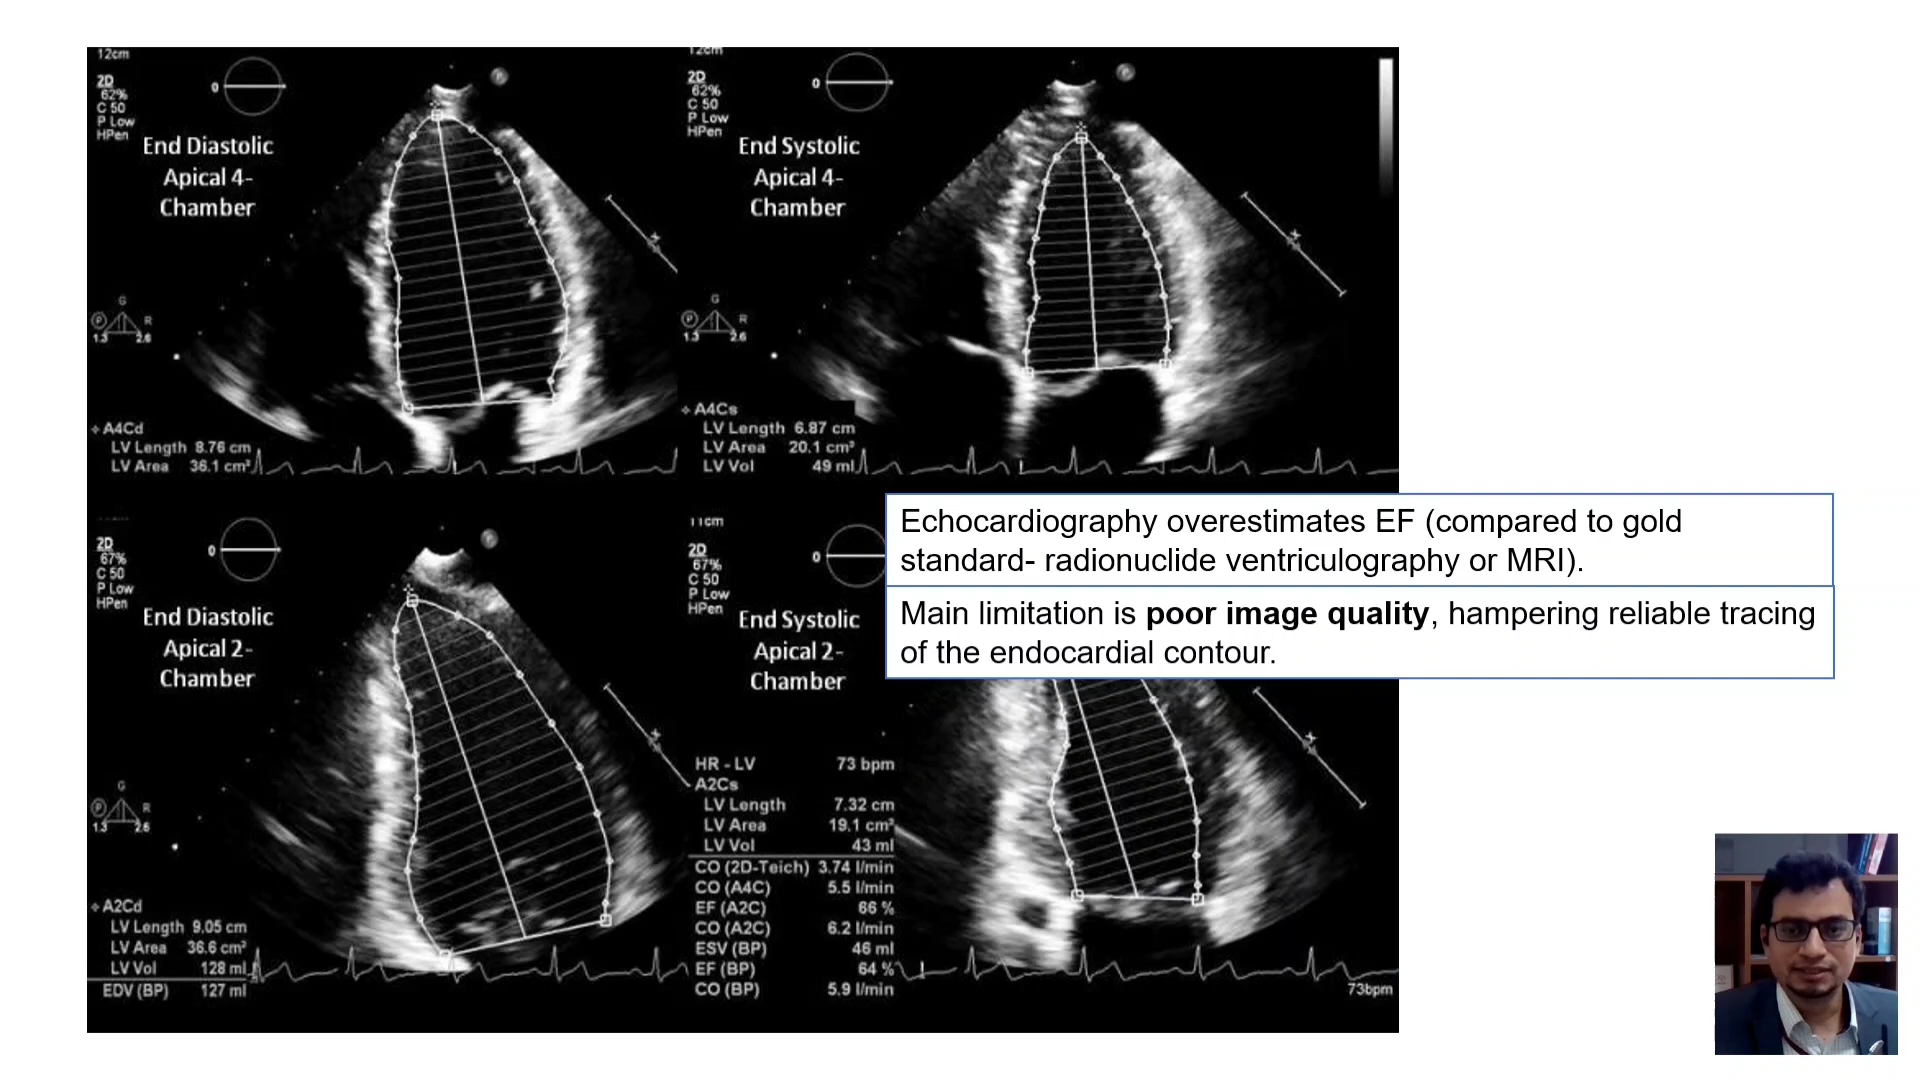 12cm
2D
62%
C 50
P Low
HPen
0
P
End Diastolic
Apical 4-
Chamber
G
P R
1.3 2.6
A4Cd
LV Length 8.76 cm
LV Area 36.1 cm²
12cm
2D
62%
C 50
P Low
HPen
0
End Systolic
Apical 4-
Chamber
G
P R
1.3 2.6
A4Cs
LV Length 6.87 cm
LV Area 20.1 cm²
LV Vol 49 ml
Echocardiography overestimates EF (compared to gold
standard- radionuclide ventriculography or MRI).
Main limitation is poor image quality, hampering reliable tracing
of the endocardial contour.
2D
67%
C 50
P Low
HPen
0
End Diastolic
Apical 2-
Chamber
G
P R
1.3 2.6
A2Cd
LV Length 9.05 cm
LV Area 36.6 cm²
LV Vol 128 ml
EDV (BP) 127 ml
11cm
2D
67%
C 50
P Low
HPen
0
End Systolic
Apical 2-
Chamber
HR - LV 73 bpm
A2Cs
LV Length 7.32 cm
LV Area 19.1 cm²
LV Vol 43 ml
CO (2D-Teich) 3.74 l/min
CO (A4C) 5.5 l/min
EF (A2C) 66 %
CO (A2C) 6.2 l/min
ESV (BP) 46 ml
EF (BP) 64 %
CO (BP) 5.9 l/min
73bpm